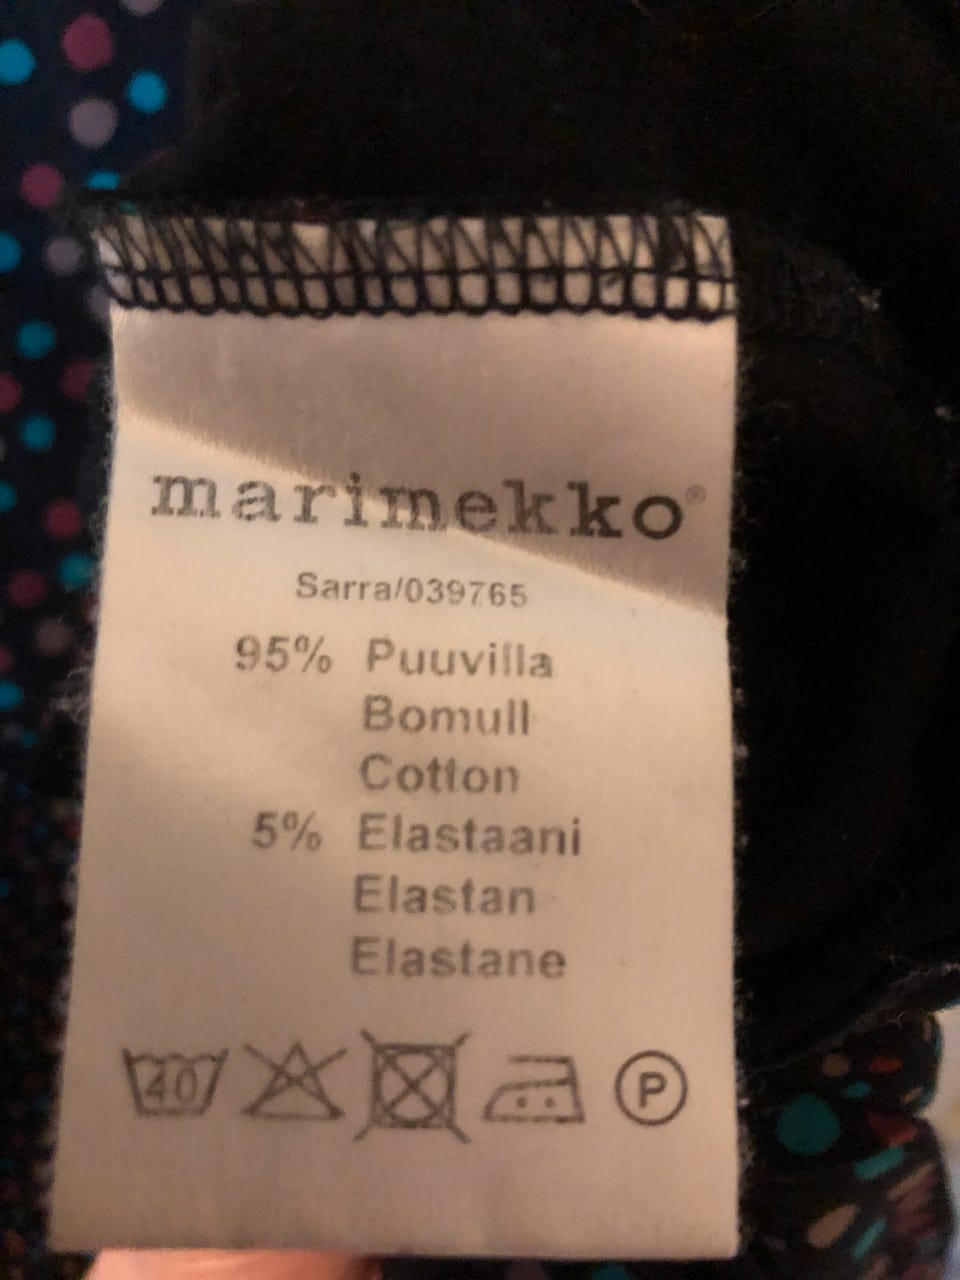 marimekko®
Sarra/039765
95% Puuvilla
Bomull
Cotton
5% Elastaani
Elastan
Elastane
40
P